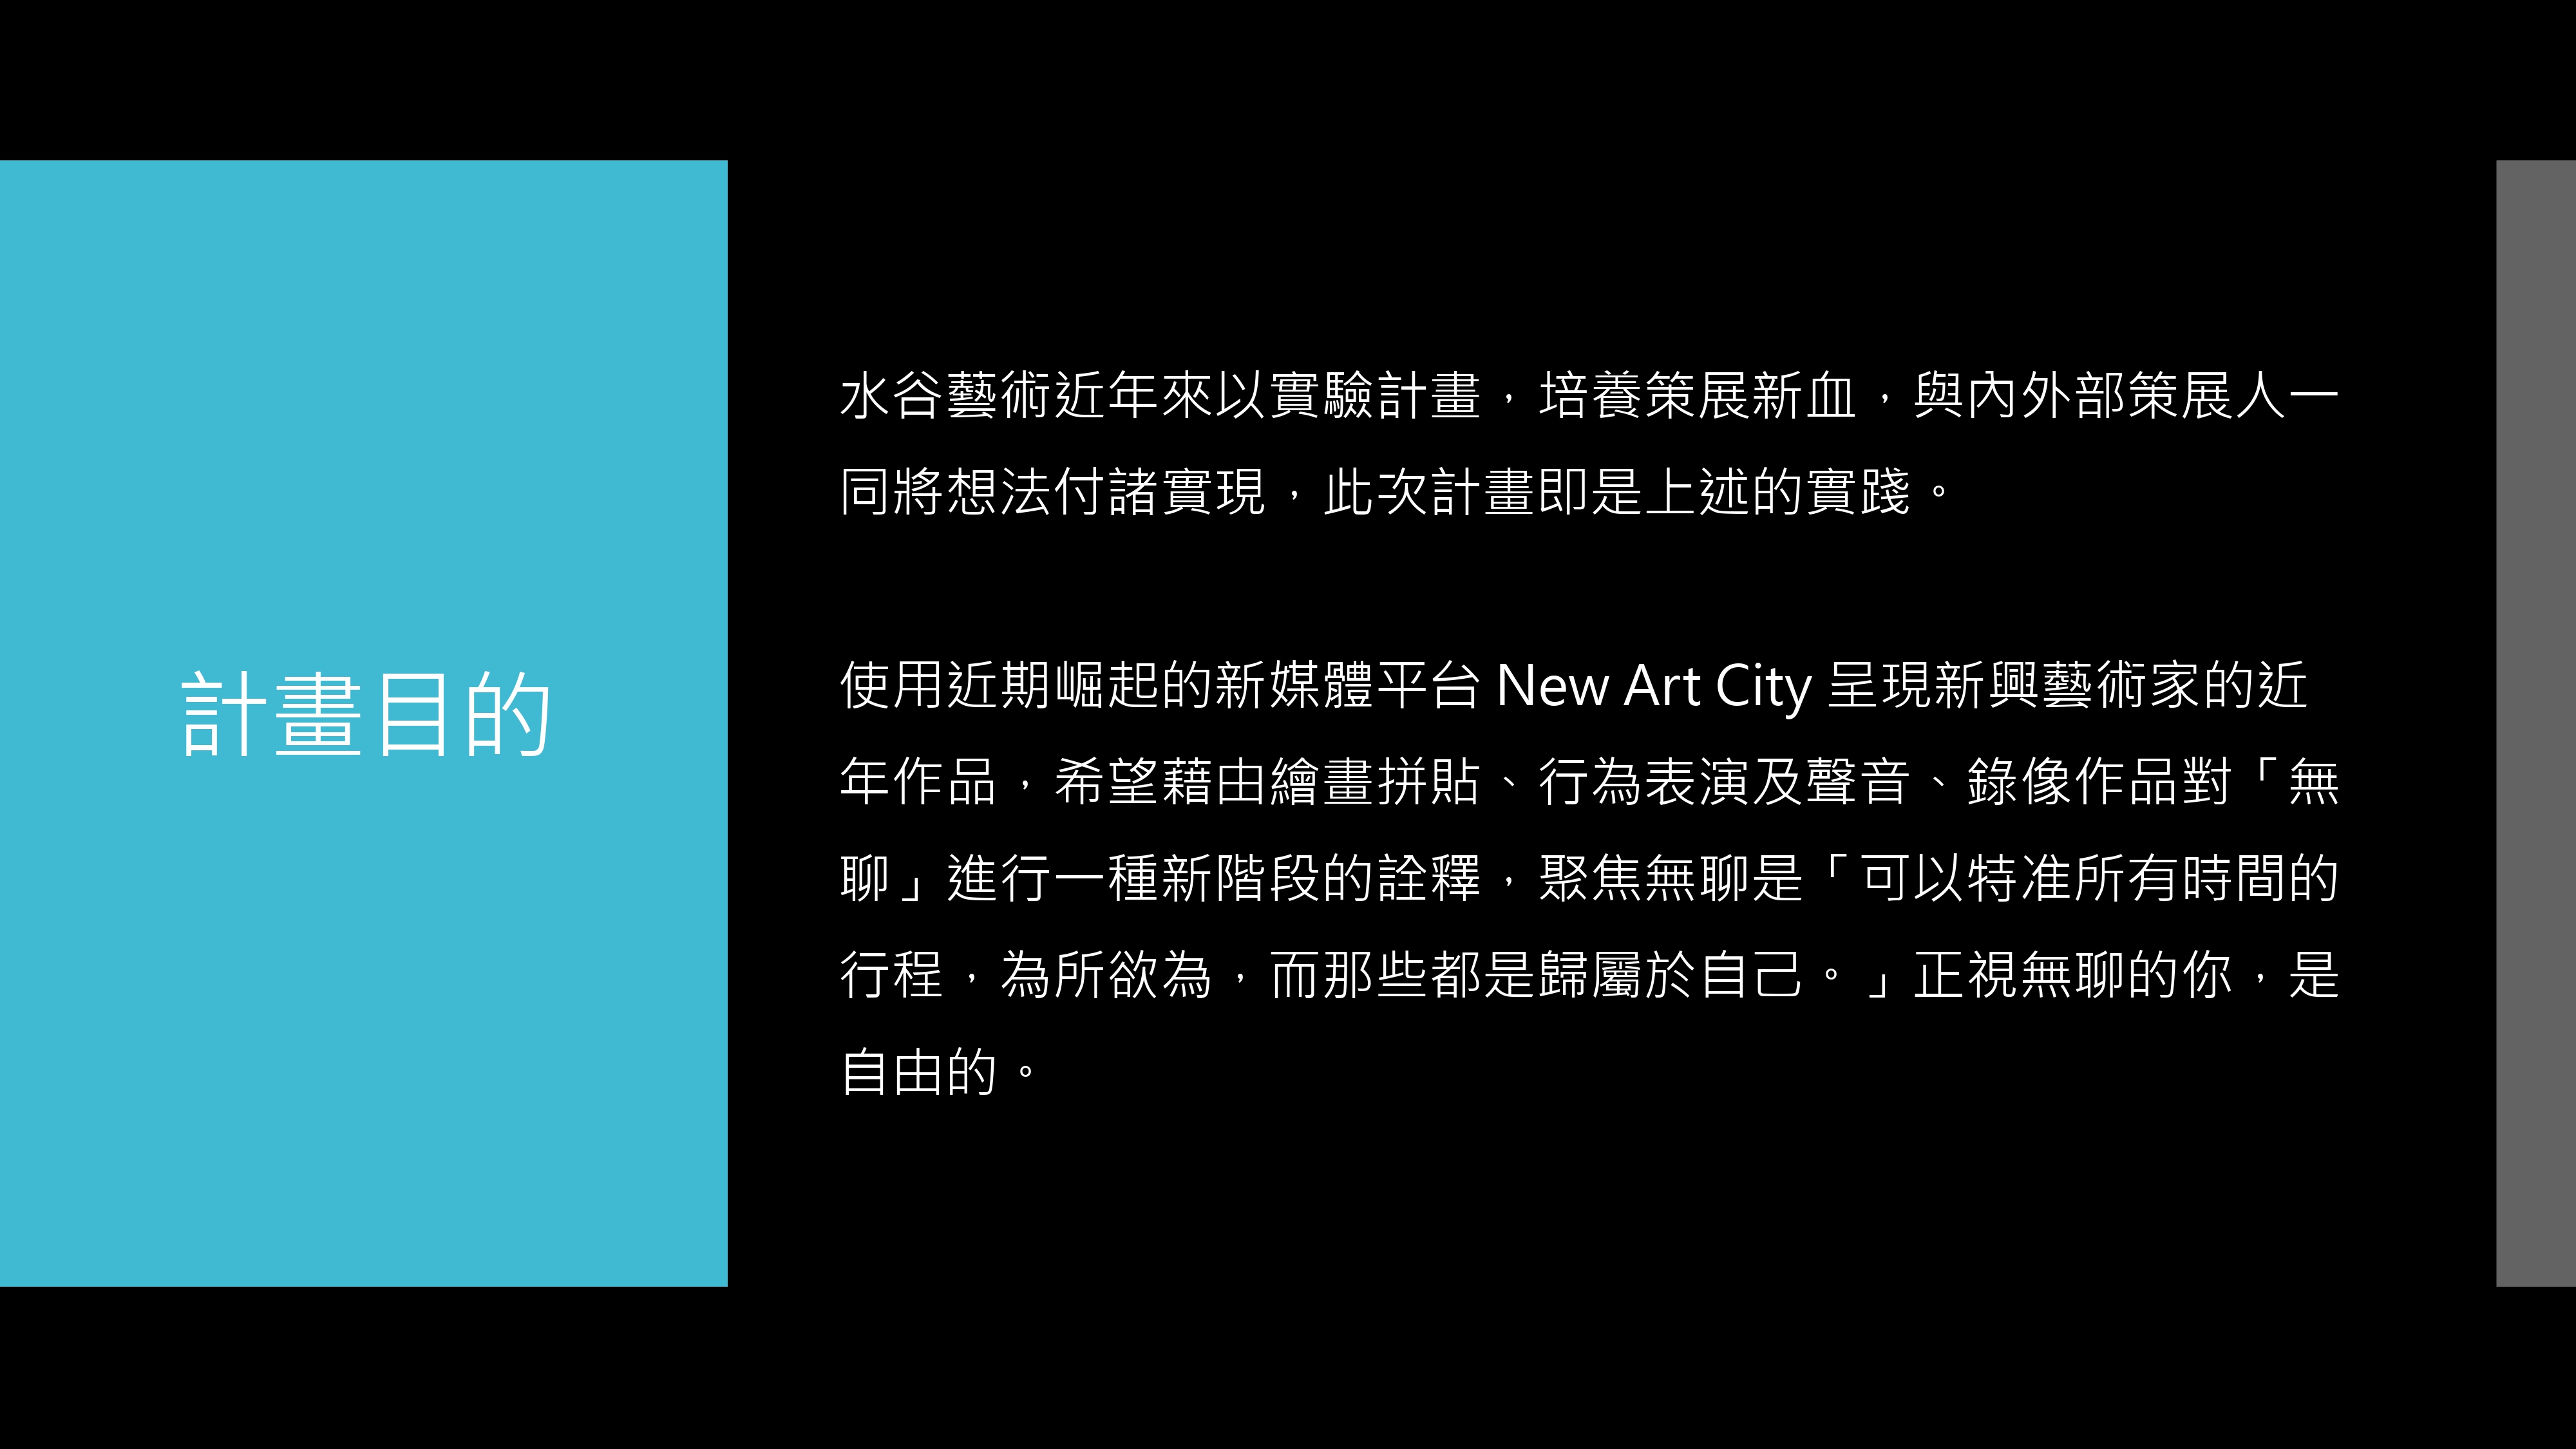 計畫目的
水谷藝術近年來以實驗計畫，培養策展新血，與內外部策展人一
同將想法付諸實現，此次計畫即是上述的實踐。
使用近期崛起的新媒體平台 New Art City 呈現新興藝術家的近
年作品，希望藉由繪畫拼貼、行為表演及聲音、錄像作品對「無
聊」進行一種新階段的詮釋，聚焦無聊是「可以特准所有時間的
行程，為所欲為，而那些都是歸屬於自己。」正視無聊的你，是
自由的。